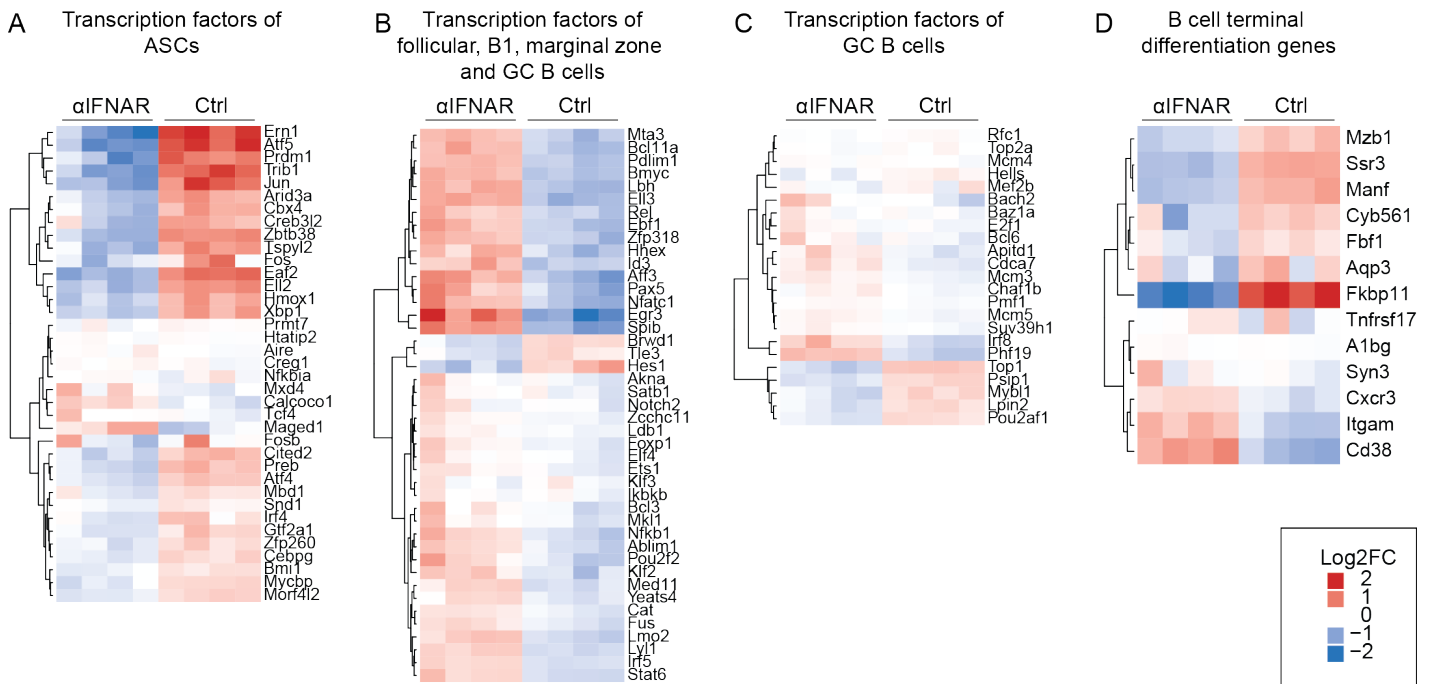 A
Transcription factors of
ASCs
αIFNAR
Ctrl
Ern1
Atf5
Prdm1
Trib1
Jun
Arid3a
Cbx4
Creb3l2
Zbtb38
Tspyl2
Fos
Eaf2
Ell2
Hmox1
Xbp1
Prmt7
Htatip2
Aire
Creg1
Nfkbia
Mxd4
Calcoco1
Tcf4
Maged1
Fosb
Cited2
Preb
Atf4
Mbd1
Snd1
Irf4
Gtf2a1
Zfp260
Cebpg
Bmi1
Mycbp
Morf4l2
B
Transcription factors of
follicular, B1, marginal zone
and GC B cells
αIFNAR
Ctrl
Mta3
Bcl11a
Pdlim1
Bmyc
Lbh
Ell3
Rel
Ebf1
Zfp318
Hhex
Id3
Aff3
Pax5
Nfatc1
Egr3
Spib
Brwd1
Tle3
Hes1
Akna
Satb1
Notch2
Zcchc11
Ldb1
Foxp1
Elf4
Ets1
Klf3
Ikbkb
Bcl3
Mkl1
Nfkb1
Ablim1
Pou2f2
Klf2
Med11
Yeats4
Cat
Fus
Lmo2
Lyl1
Irf5
Stat6
C
Transcription factors of
GC B cells
αIFNAR
Ctrl
Rfc1
Top2a
Mcm4
Hells
Mef2b
Bach2
Baz1a
E2f1
Bcl6
Apitd1
Cdca7
Mcm3
Chaf1b
Pmf1
Mcm5
Suv39h1
Irf8
Phf19
Top1
Psip1
Mybl1
Lpin2
Pou2af1
D
B cell terminal
differentiation genes
αIFNAR
Ctrl
Mzb1
Ssr3
Manf
Cyb561
Fbf1
Aqp3
Fkbp11
Tnfrsf17
A1bg
Syn3
Cxcr3
Itgam
Cd38
Log2FC
2
1
0
−1
−2